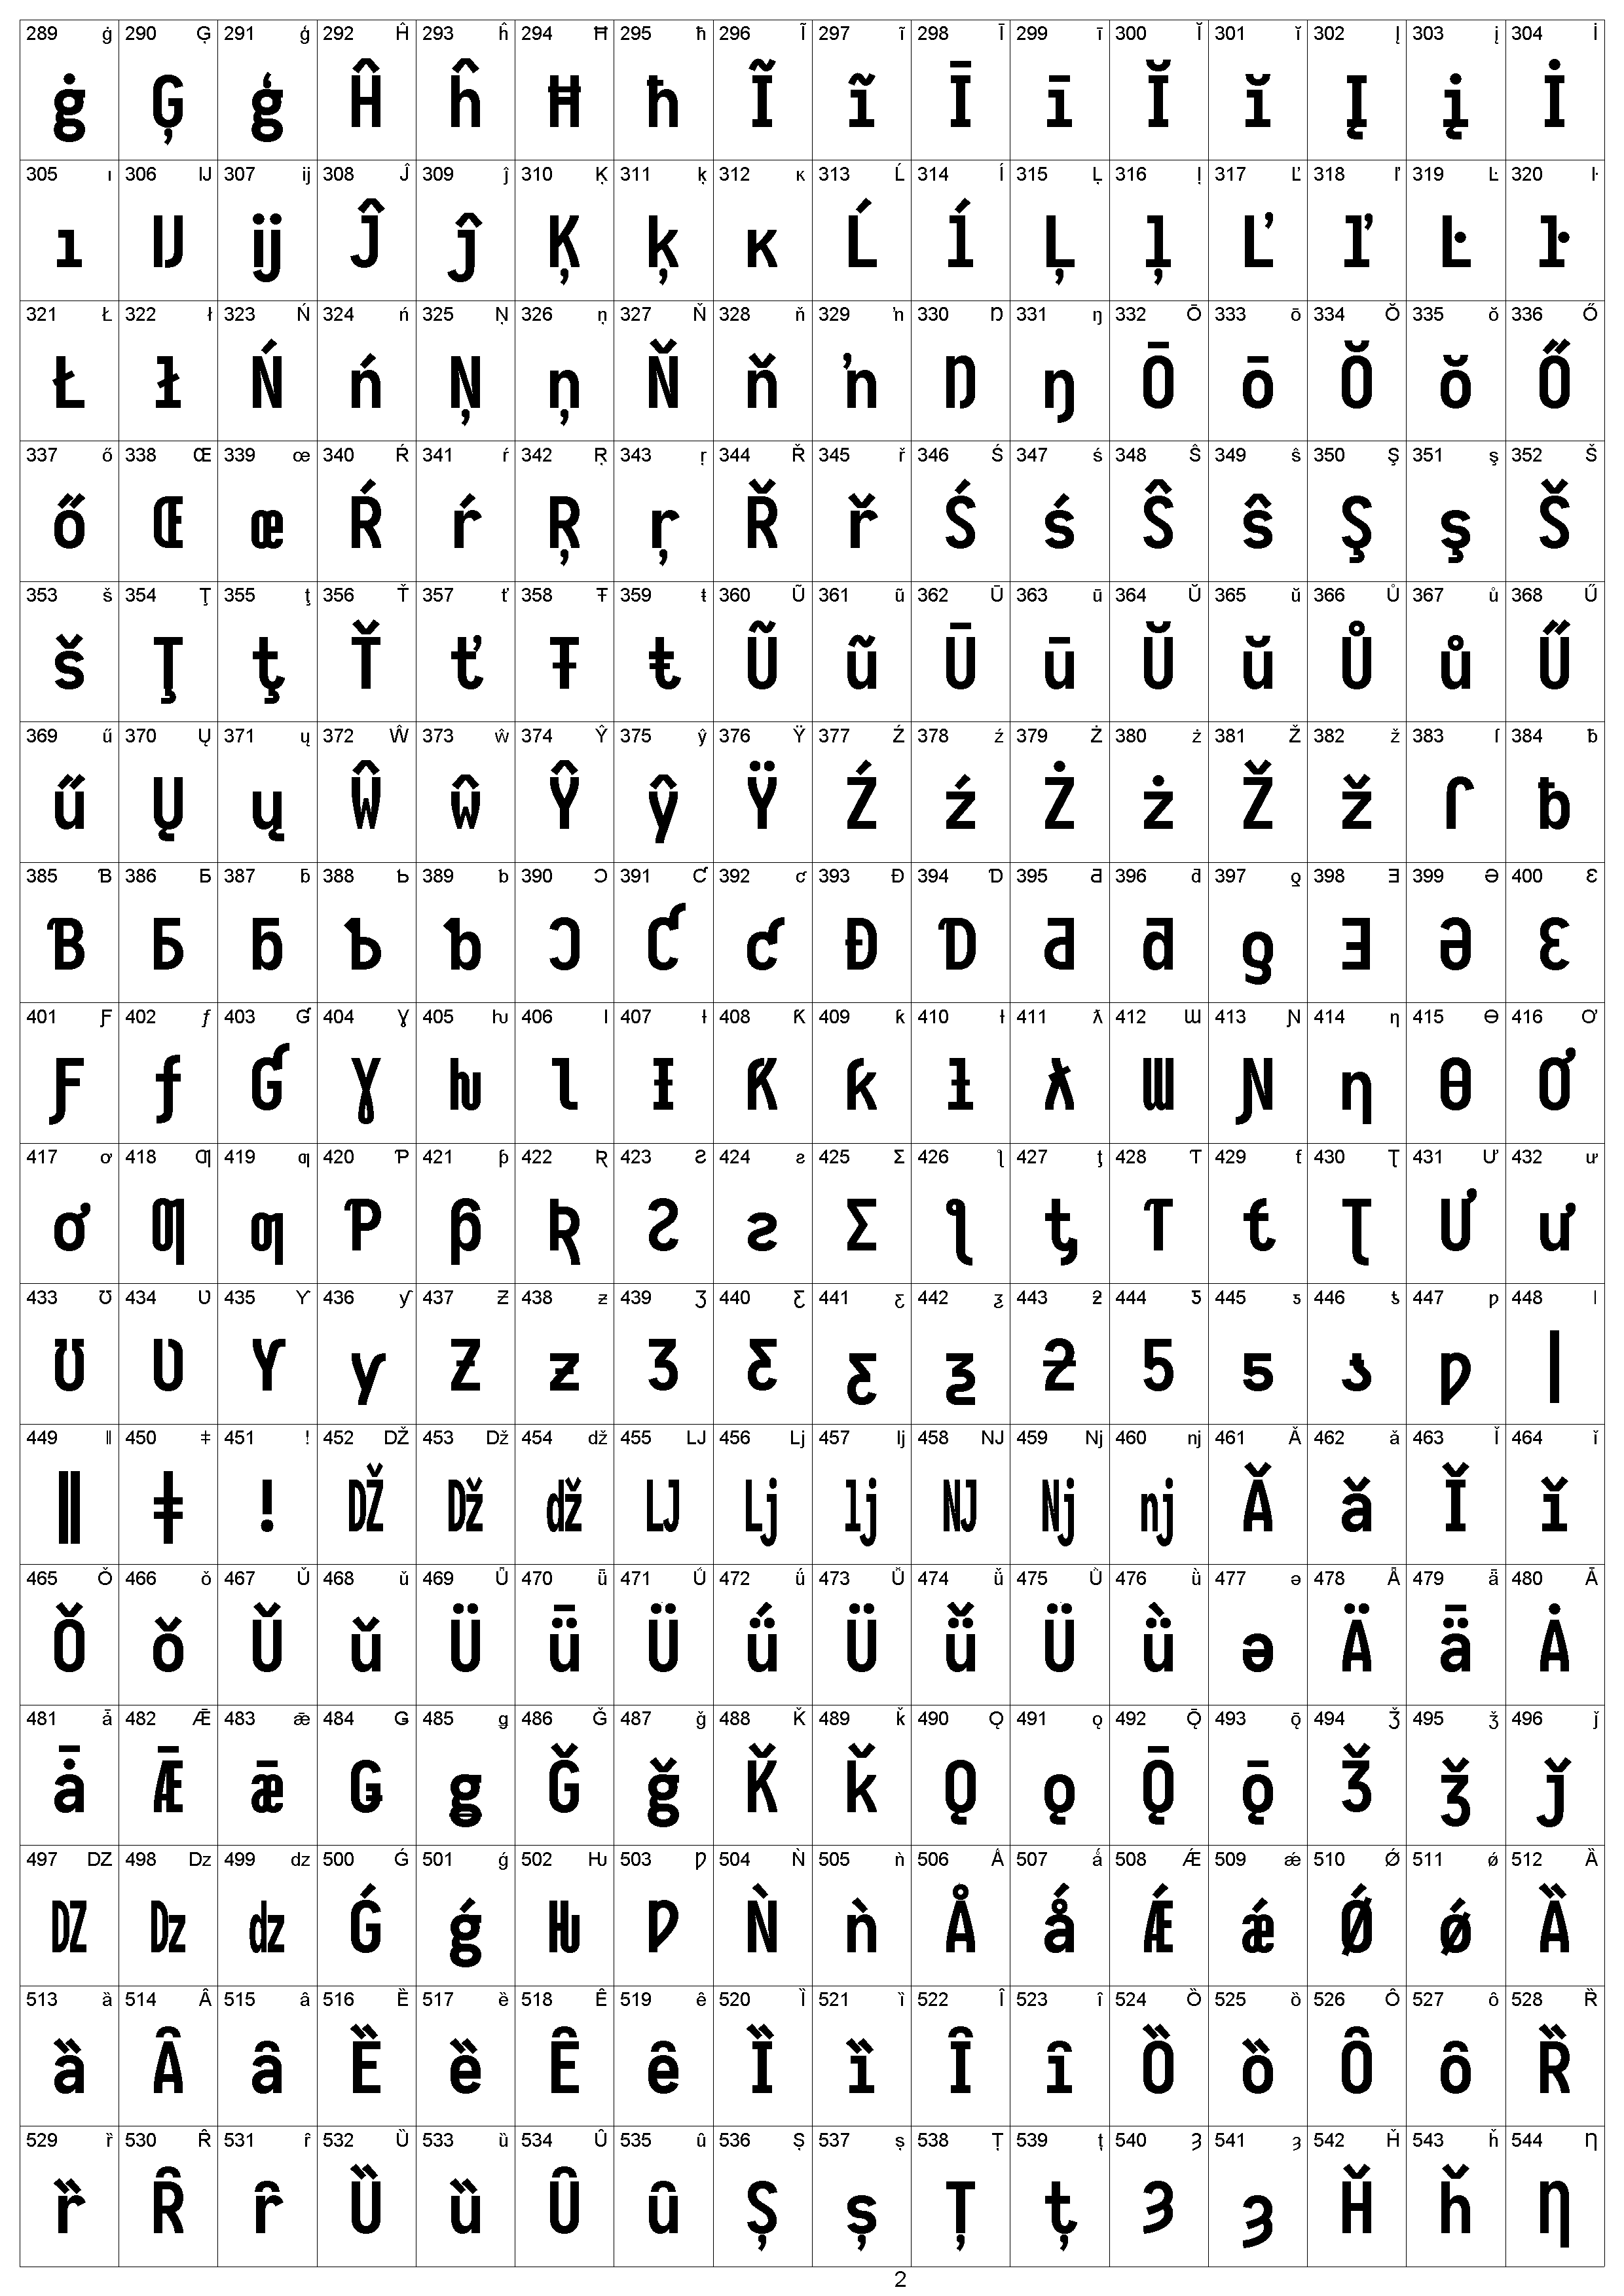 289 ġ 290 Ģ 291 ģ 292 Ĥ 293 ĥ 294 Ħ 295 ħ 296 Ĩ 297 ĩ 298 Ī 299 ī 300 Ĭ 301 ĭ 302 Į 303 į 304 İ
ġ Ģ ģ Ĥ ĥ Ħ ħ Ĩ ĩ Ī ī Ĭ ĭ Į į İ
305 ı 306 IJ 307 ij 308 Ĵ 309 ĵ 310 Ķ 311 ķ 312 ĸ 313 Ĺ 314 ĺ 315 Ļ 316 ļ 317 Ľ 318 ľ 319 Ŀ 320 ŀ
ı IJ ij Ĵ ĵ Ķ ķ ĸ Ĺ ĺ Ļ ļ Ľ ľ Ŀ ŀ
321 Ł 322 ł 323 Ń 324 ń 325 Ņ 326 ņ 327 Ň 328 ň 329 ŉ 330 Ŋ 331 ŋ 332 Ō 333 ō 334 Ŏ 335 ŏ 336 Ő
Ł ł Ń ń Ņ ņ Ň ň ŉ Ŋ ŋ Ō ō Ŏ ŏ Ő
337 ő 338 Œ 339 œ 340 Ŕ 341 ŕ 342 Ŗ 343 ŗ 344 Ř 345 ř 346 Ś 347 ś 348 Ŝ 349 ŝ 350 Ş 351 ş 352 Š
ő Œ œ Ŕ ŕ Ŗ ŗ Ř ř Ś ś Ŝ ŝ Ş ş Š
353 š 354 Ţ 355 ţ 356 Ť 357 ť 358 Ŧ 359 ŧ 360 Ũ 361 ũ 362 Ū 363 ū 364 Ŭ 365 ŭ 366 Ů 367 ů 368 Ű
š Ţ ţ Ť ť Ŧ ŧ Ũ ũ Ū ū Ŭ ŭ Ů ů Ű
369 ű 370 Ų 371 ų 372 Ŵ 373 ŵ 374 Ŷ 375 ŷ 376 Ÿ 377 Ź 378 ź 379 Ż 380 ż 381 Ž 382 ž 383 ſ 384 ƀ
ű Ų ų Ŵ ŵ Ŷ ŷ Ÿ Ź ź Ż ż Ž ž ſ ƀ
385 Ɓ 386 Ƃ 387 ƃ 388 Ƅ 389 ƅ 390 Ɔ 391 Ƈ 392 ƈ 393 Ɖ 394 Ɗ 395 Ƌ 396 ƌ 397 ƍ 398 Ǝ 399 Ə 400 Ɛ
Ɓ Ƃ ƃ Ƅ ƅ Ɔ Ƈ ƈ Ɖ Ɗ Ƌ ƌ ƍ Ǝ Ə Ɛ
401 Ƒ 402 ƒ 403 Ɠ 404 Ɣ 405 ƕ 406 Ɩ 407 Ɨ 408 Ƙ 409 ƙ 410 ƚ 411 ƛ 412 Ɯ 413 Ɲ 414 ƞ 415 Ɵ 416 Ơ
Ƒ ƒ Ɠ Ɣ ƕ Ɩ Ɨ Ƙ ƙ ƚ ƛ Ɯ Ɲ ƞ Ɵ Ơ
417 ơ 418 Ƣ 419 ƣ 420 Ƥ 421 ƥ 422 Ʀ 423 Ƨ 424 ƨ 425 Ʃ 426 ƪ 427 ƫ 428 Ƭ 429 ƭ 430 Ʈ 431 Ư 432 ư
ơ Ƣ ƣ Ƥ ƥ Ʀ Ƨ ƨ Ʃ ƪ ƫ Ƭ ƭ Ʈ Ư ư
433 Ʊ 434 Ʋ 435 Ƴ 436 ƴ 437 Ƶ 438 ƶ 439 Ʒ 440 Ƹ 441 ƹ 442 ƺ 443 ƻ 444 Ƽ 445 ƽ 446 ƾ 447 ƿ 448 ǀ
Ʊ Ʋ Ƴ ƴ Ƶ ƶ Ʒ Ƹ ƹ ƺ ƻ Ƽ ƽ ƾ ƿ ǀ
449 ǁ 450 ǂ 451 ǃ 452 DŽ 453 Dž 454 dž 455 LJ 456 Lj 457 lj 458 NJ 459 Nj 460 nj 461 Ǎ 462 ǎ 463 Ǐ 464 ǐ
ǁ ǂ ǃ DŽ Dž dž LJ Lj lj NJ Nj nj Ǎ ǎ Ǐ ǐ
465 Ǒ 466 ǒ 467 Ǔ 468 ǔ 469 Ǖ 470 ǖ 471 Ǘ 472 ǘ 473 Ǚ 474 ǚ 475 Ǜ 476 ǜ 477 ǝ 478 Ǟ 479 ǟ 480 Ǡ
Ǒ ǒ Ǔ ǔ Ü ǖ Ü ǘ Ü ǚ Ü ǜ ǝ Ä ǟ Ȧ
481 ǡ 482 Ǣ 483 ǣ 484 Ǥ 485 ǥ 486 Ǧ 487 ǧ 488 Ǩ 489 ǩ 490 Ǫ 491 ǫ 492 Ǭ 493 ǭ 494 Ǯ 495 ǯ 496 ǰ
ǡ Ǣ ǣ Ǥ ǥ Ǧ ǧ Ǩ ǩ Ǫ ǫ Ǭ ǭ Ǯ ǯ ǰ
497 DZ 498 Dz 499 dz 500 Ǵ 501 ǵ 502 Ƕ 503 Ƿ 504 Ǹ 505 ǹ 506 Ǻ 507 ǻ 508 Ǽ 509 ǽ 510 Ǿ 511 ǿ 512 Ȁ
DZ Dz dz Ǵ ǵ Ƕ Ƿ Ǹ ǹ Å ǻ Ǽ ǽ Ǿ ǿ Ȁ
513 ȁ 514 Ȃ 515 ȃ 516 Ȅ 517 ȅ 518 Ȇ 519 ȇ 520 Ȉ 521 ȉ 522 Ȋ 523 ȋ 524 Ȍ 525 ȍ 526 Ȏ 527 ȏ 528 Ȑ
ȁ Ȃ ȃ Ȅ ȅ Ȇ ȇ Ȉ ȉ Ȋ ȋ Ȍ ȍ Ȏ ȏ Ȑ
529 ȑ 530 Ȓ 531 ȓ 532 Ȕ 533 ȕ 534 Ȗ 535 ȗ 536 Ș 537 ș 538 Ț 539 ț 540 Ȝ 541 ȝ 542 Ȟ 543 ȟ 544 Ƞ
ȑ Ȓ ȓ Ȕ ȕ Ȗ ȗ Ș ș Ț ț Ȝ ȝ Ȟ ȟ Ƞ
2